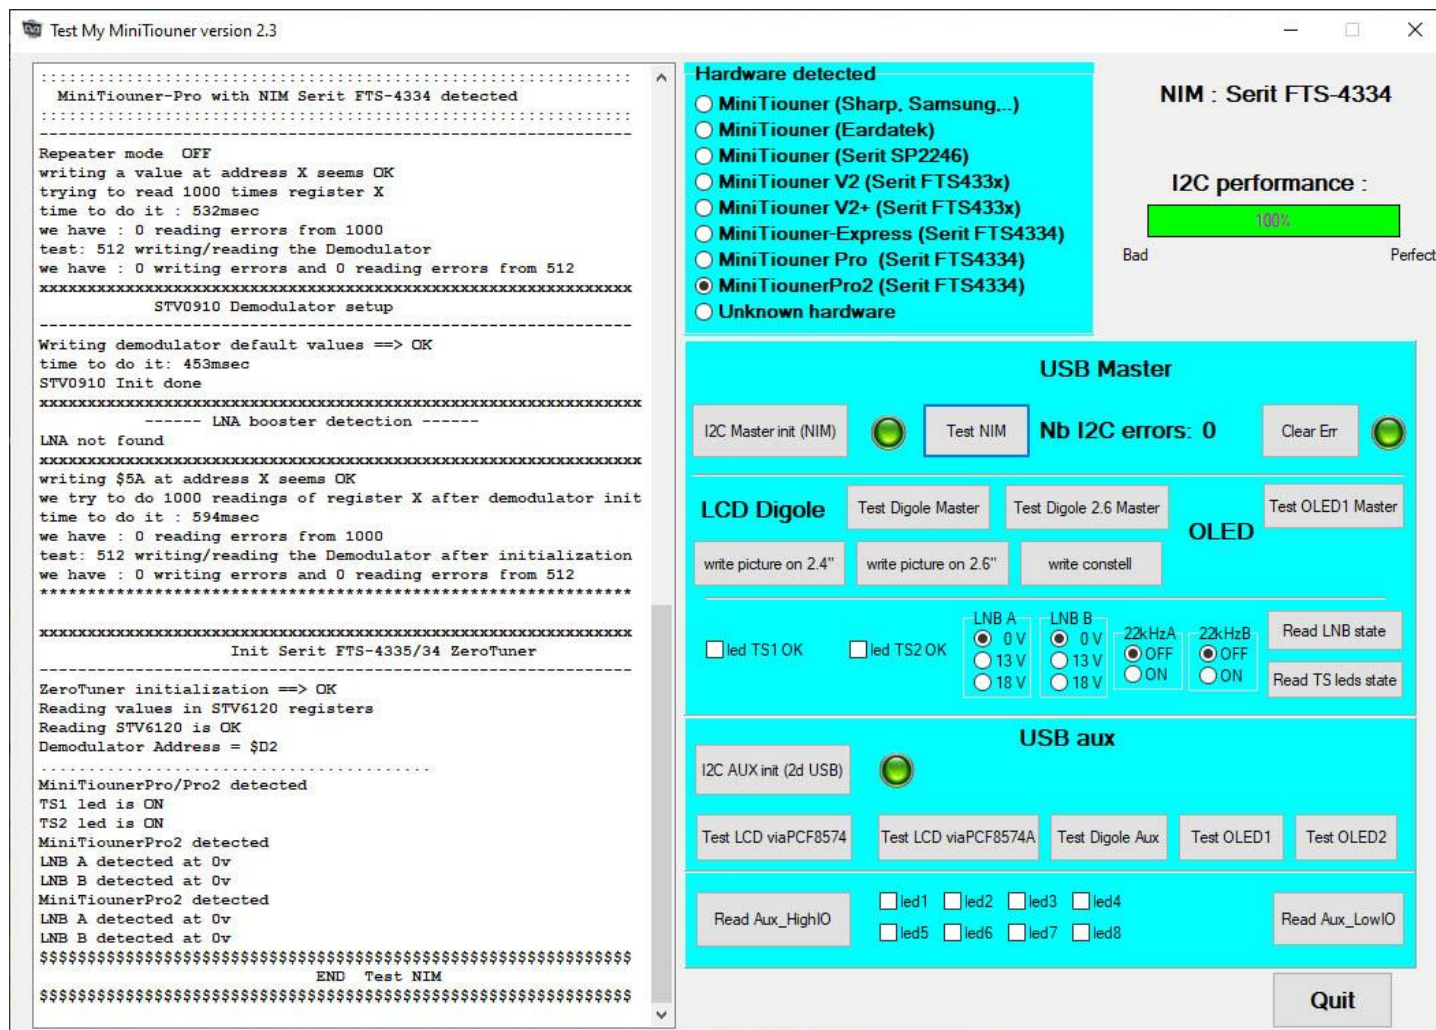 Test My MiniTiouner version 2.3
::::::::::::::::::::::::::::::::::::::::::::::::::::::::::::::
MiniTiouner-Pro with NIM Serit FTS-4334 detected
::::::::::::::::::::::::::::::::::::::::::::::::::::::::::::::
--------------------------------------------------------------
Repeater mode  OFF
writing a value at address X seems OK
trying to read 1000 times register X
time to do it : 532msec
we have : 0 reading errors from 1000
test: 512 writing/reading the Demodulator
we have : 0 writing errors and 0 reading errors from 512
xxxxxxxxxxxxxxxxxxxxxxxxxxxxxxxxxxxxxxxxxxxxxxxxxxxxxxxxxxxxxx
STV0910 Demodulator setup
--------------------------------------------------------------
Writing demodulator default values ==> OK
time to do it: 453msec
STV0910 Init done
xxxxxxxxxxxxxxxxxxxxxxxxxxxxxxxxxxxxxxxxxxxxxxxxxxxxxxxxxxxxxxx
------ LNA booster detection ------
LNA not found
xxxxxxxxxxxxxxxxxxxxxxxxxxxxxxxxxxxxxxxxxxxxxxxxxxxxxxxxxxxxxxx
writing $5A at address X seems OK
we try to do 1000 readings of register X after demodulator init
time to do it : 594msec
we have : 0 reading errors from 1000
test: 512 writing/reading the Demodulator after initialization
we have : 0 writing errors and 0 reading errors from 512
**************************************************************
xxxxxxxxxxxxxxxxxxxxxxxxxxxxxxxxxxxxxxxxxxxxxxxxxxxxxxxxxxxxxx
Init Serit FTS-4335/34 ZeroTuner
--------------------------------------------------------------
ZeroTuner initialization ==> OK
Reading values in STV6120 registers
Reading STV6120 is OK
Demodulator Address = $D2
.........................................
MiniTiounerPro/Pro2 detected
TS1 led is ON
TS2 led is ON
MiniTiounerPro2 detected
LNB A detected at 0v
LNB B detected at 0v
MiniTiounerPro2 detected
LNB A detected at 0v
LNB B detected at 0v
$$$$$$$$$$$$$$$$$$$$$$$$$$$$$$$$$$$$$$$$$$$$$$$$$$$$$$$$$$$$$$
END  Test NIM
$$$$$$$$$$$$$$$$$$$$$$$$$$$$$$$$$$$$$$$$$$$$$$$$$$$$$$$$$$$$$$
Hardware detected
MiniTiouner (Sharp, Samsung,..)
MiniTiouner (Eardatek)
MiniTiouner (Serit SP2246)
MiniTiouner V2 (Serit FTS433x)
MiniTiouner V2+ (Serit FTS433x)
MiniTiouner-Express (Serit FTS4334)
MiniTiouner Pro  (Serit FTS4334)
MiniTiounerPro2 (Serit FTS4334)
Unknown hardware
NIM : Serit FTS-4334
I2C performance :
100%
Bad Perfect
USB Master
I2C Master init (NIM) Test NIM Nb I2C errors: 0 Clear Err
LCD Digole Test Digole Master Test Digole 2.6 Master OLED Test OLED1 Master
write picture on 2.4" write picture on 2.6" write constell
led TS1 OK led TS2 OK
LNB A
0 V
13 V
18 V
LNB B
0 V
13 V
18 V
22kHzA
OFF
ON
22kHzB
OFF
ON
Read LNB state
Read TS leds state
USB aux
I2C AUX init (2d USB)
Test LCD viaPCF8574 Test LCD viaPCF8574A Test Digole Aux Test OLED1 Test OLED2
Read Aux_HighIO
led1 led2 led3 led4
led5 led6 led7 led8
Read Aux_LowIO
Quit